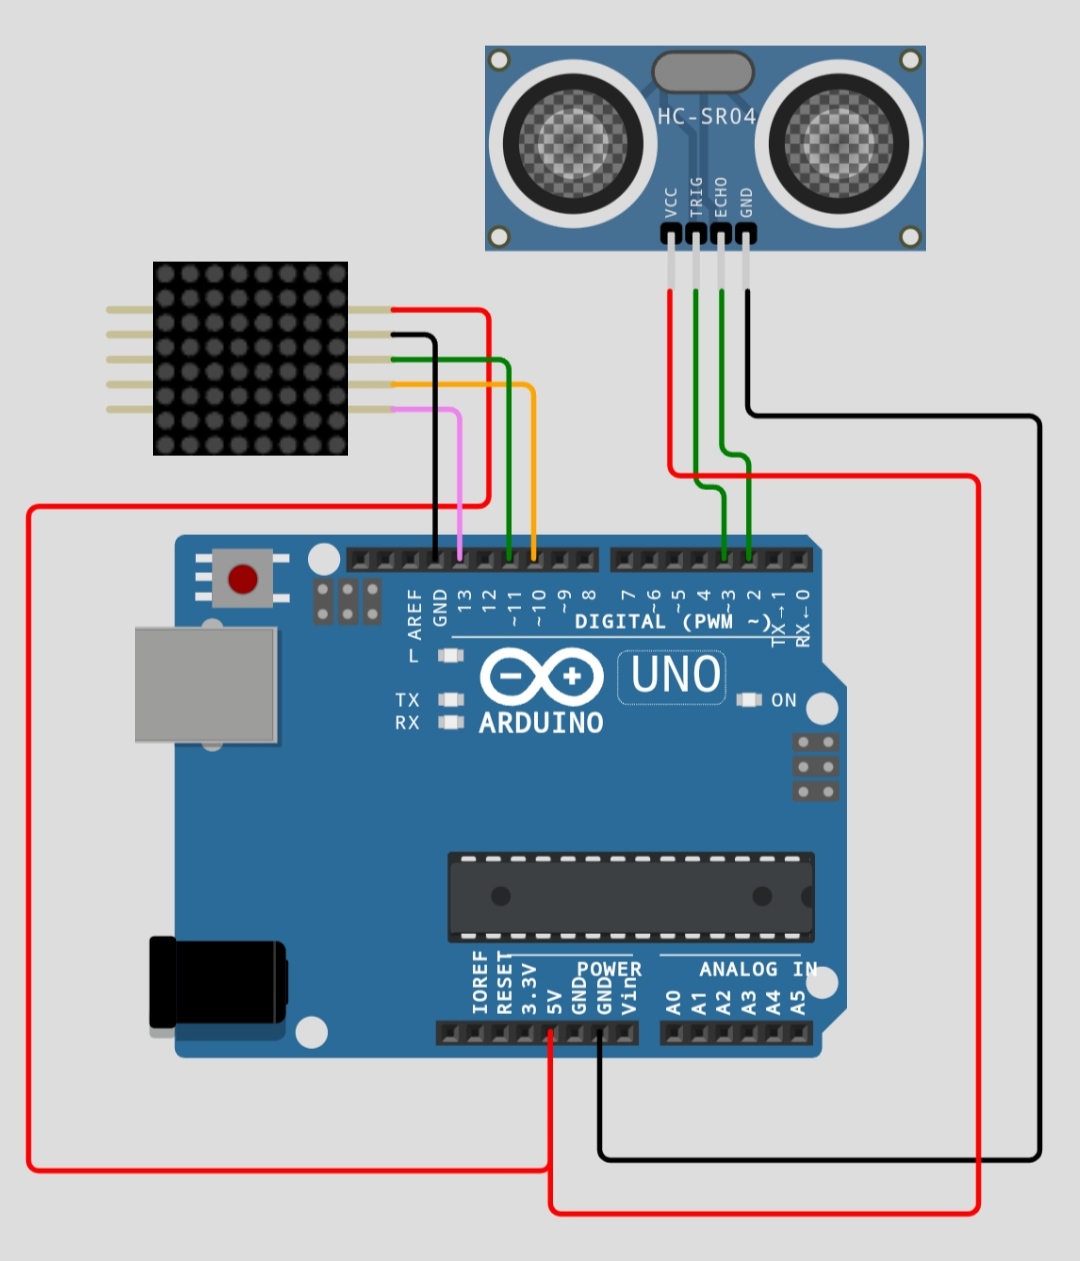 HC-SR04
VCC
TRIG
ECHO
GND
AREF
GND
13
12
~11
~10
~9
8
7
~6
~5
4
~3
2
TX→1
RX←0
DIGITAL (PWM ~)
UNO
TX
RX
ON
ARDUINO
IOREF
RESET
3.3V
5V
GND
GND
Vin
POWER
ANALOG IN
A0
A1
A2
A3
A4
A5